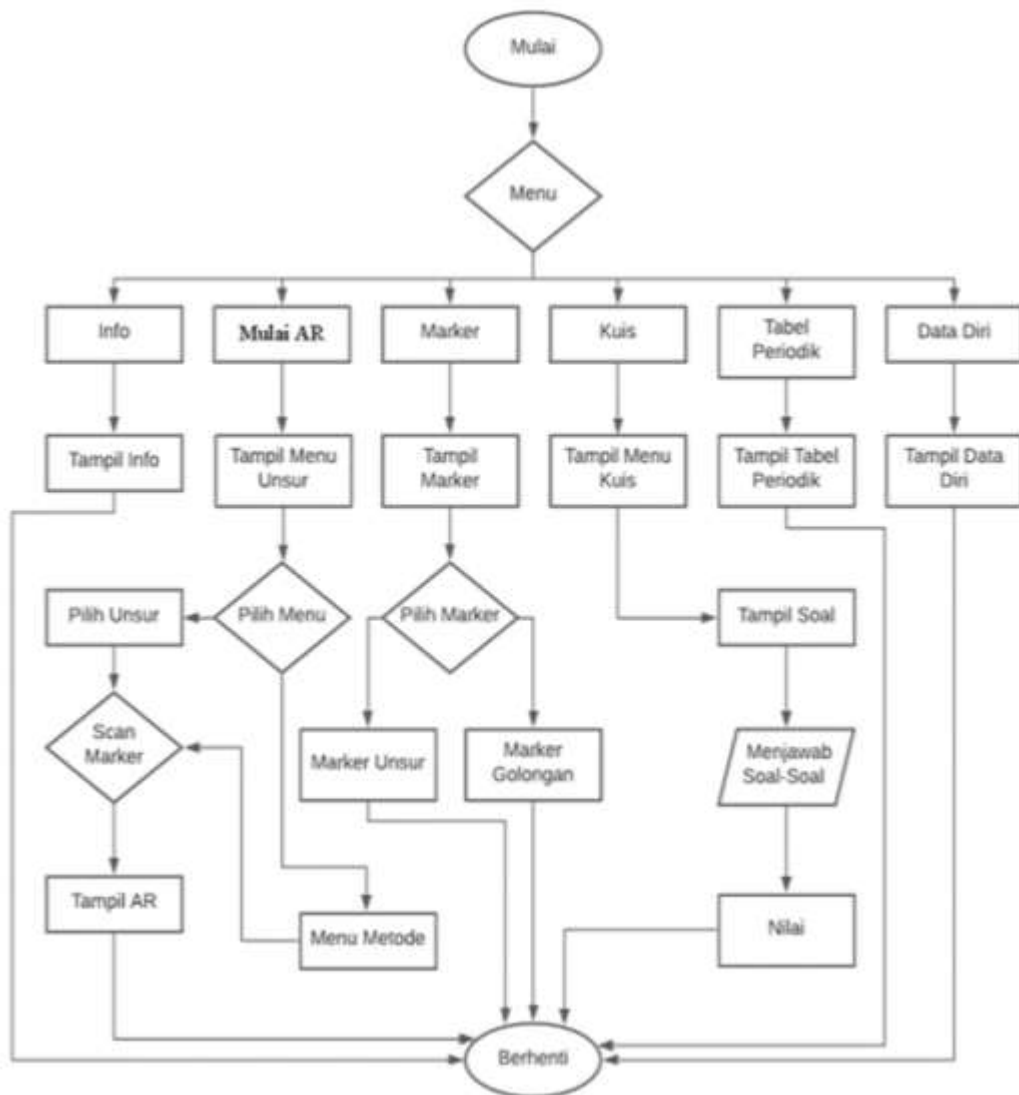 Mulai
Menu
Info
Mulai AR
Marker
Kuis
Tabel
Periodik
Data Diri
Tampil Info
Tampil Menu
Unsur
Tampil
Marker
Tampil Menu
Kuis
Tampil Tabel
Periodik
Tampil Data
Diri
Pilih Unsur
Pilih Menu
Pilih Marker
Tampil Soal
Scan
Marker
Marker Unsur
Marker
Golongan
Menjawab
Soal-Soal
Tampil AR
Menu Metode
Nilai
Berhenti